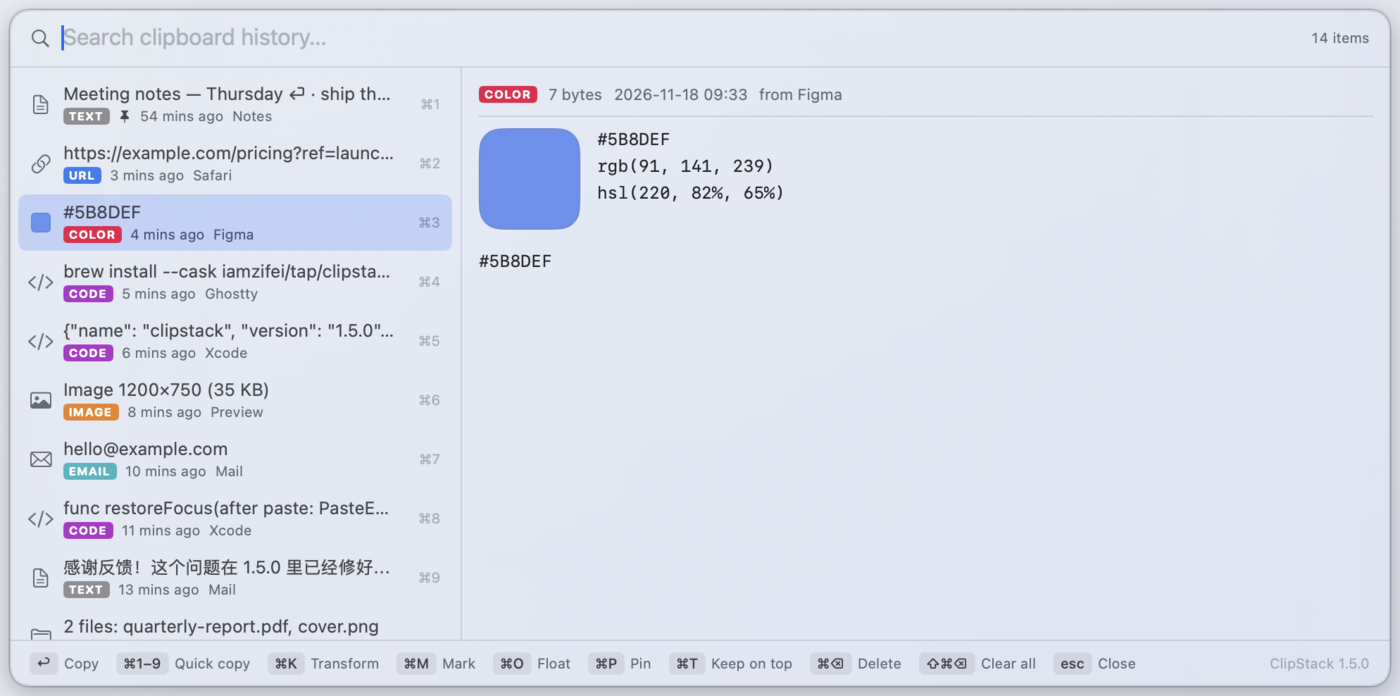 Search clipboard history...
14 items
Meeting notes — Thursday ↩ · ship th...
⌘1
TEXT 54 mins ago Notes
https://example.com/pricing?ref=launc...
⌘2
URL 3 mins ago Safari
#5B8DEF
⌘3
COLOR 4 mins ago Figma
brew install --cask iamzifei/tap/clipsta...
⌘4
CODE 5 mins ago Ghostty
{"name": "clipstack", "version": "1.5.0"...
⌘5
CODE 6 mins ago Xcode
Image 1200×750 (35 KB)
⌘6
IMAGE 8 mins ago Preview
hello@example.com
⌘7
EMAIL 10 mins ago Mail
func restoreFocus(after paste: PasteE...
⌘8
CODE 11 mins ago Xcode
感谢反馈！这个问题在 1.5.0 里已经修好...
⌘9
TEXT 13 mins ago Mail
2 files: quarterly-report.pdf, cover.png
COLOR 7 bytes 2026-11-18 09:33 from Figma
#5B8DEF
rgb(91, 141, 239)
hsl(220, 82%, 65%)
#5B8DEF
↩ Copy ⌘1–9 Quick copy ⌘K Transform ⌘M Mark ⌘O Float ⌘P Pin ⌘T Keep on top ⌘⌫ Delete ⇧⌘⌫ Clear all esc Close
ClipStack 1.5.0